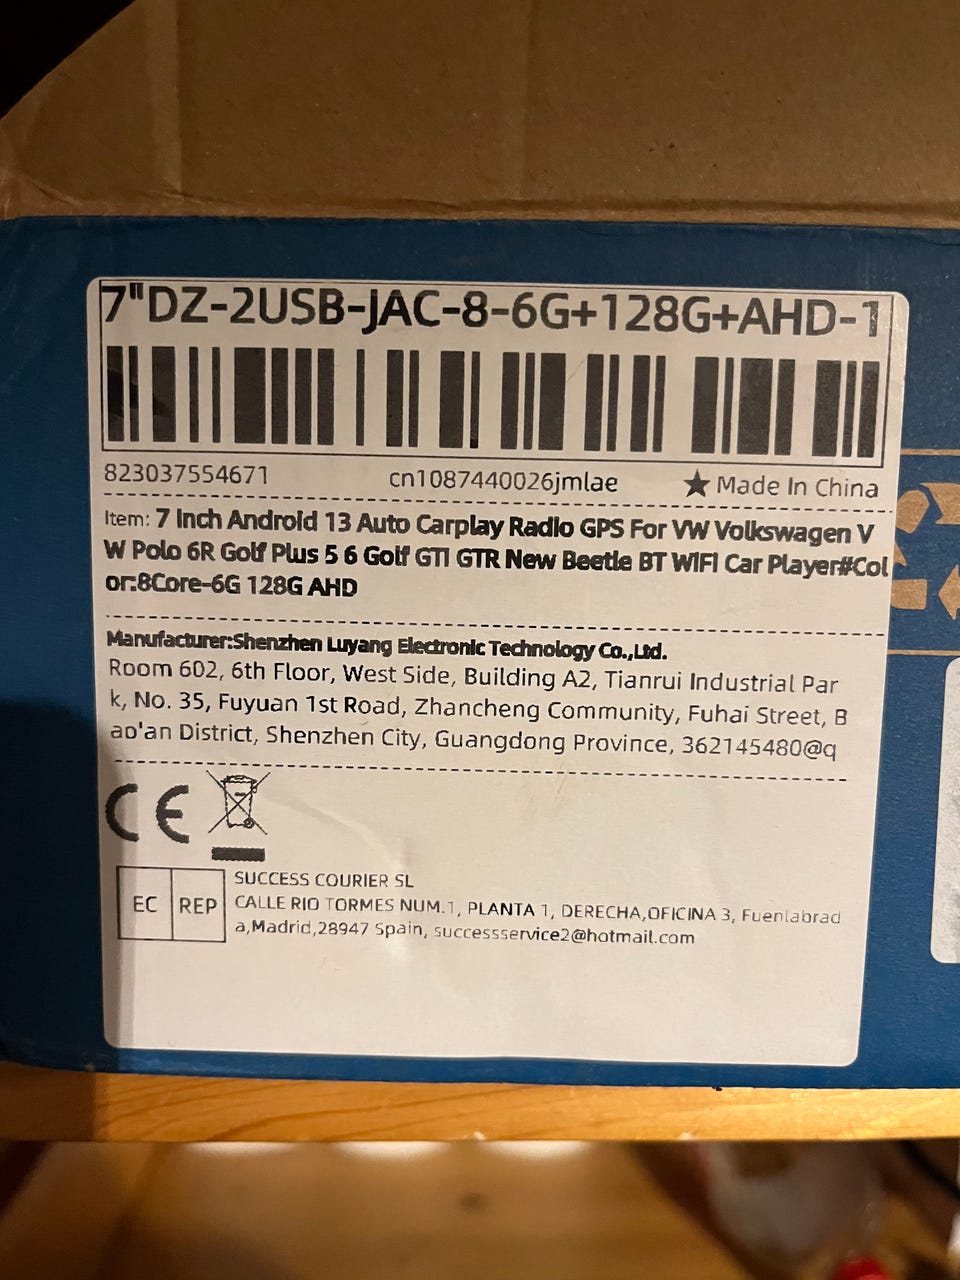 7"DZ-2USB-JAC-8-6G+128G+AHD-1
823037554671 cn1087440026jmlae ★ Made In China
Item: 7 Inch Android 13 Auto Carplay Radio GPS For VW Volkswagen V
W Polo 6R Golf Plus 5 6 Golf GTI GTR New Beetle BT WIFI Car Player#Col
or:8Core-6G 128G AHD
Manufacturer:Shenzhen Luyang Electronic Technology Co.,Ltd.
Room 602, 6th Floor, West Side, Building A2, Tianrui Industrial Par
k, No. 35, Fuyuan 1st Road, Zhancheng Community, Fuhai Street, B
ao'an District, Shenzhen City, Guangdong Province, 362145480@q
CE
EC REP
SUCCESS COURIER SL
CALLE RIO TORMES NUM.1, PLANTA 1, DERECHA,OFICINA 3, Fuenlabrad
a,Madrid,28947 Spain, successservice2@hotmail.com